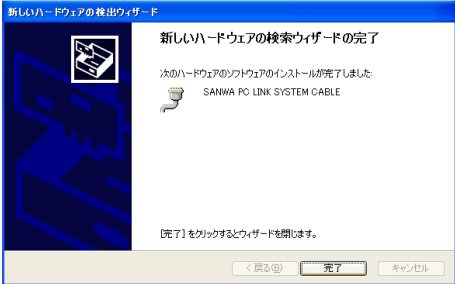 新しいハードウェアの検出ウィザード
新しいハードウェアの検索ウィザードの完了
次のハードウェアのソフトウェアのインストールが完了しました:
SANWA PC LINK SYSTEM CABLE
[完了] をクリックするとウィザードを閉じます。
< 戻る(B) 完了 キャンセル